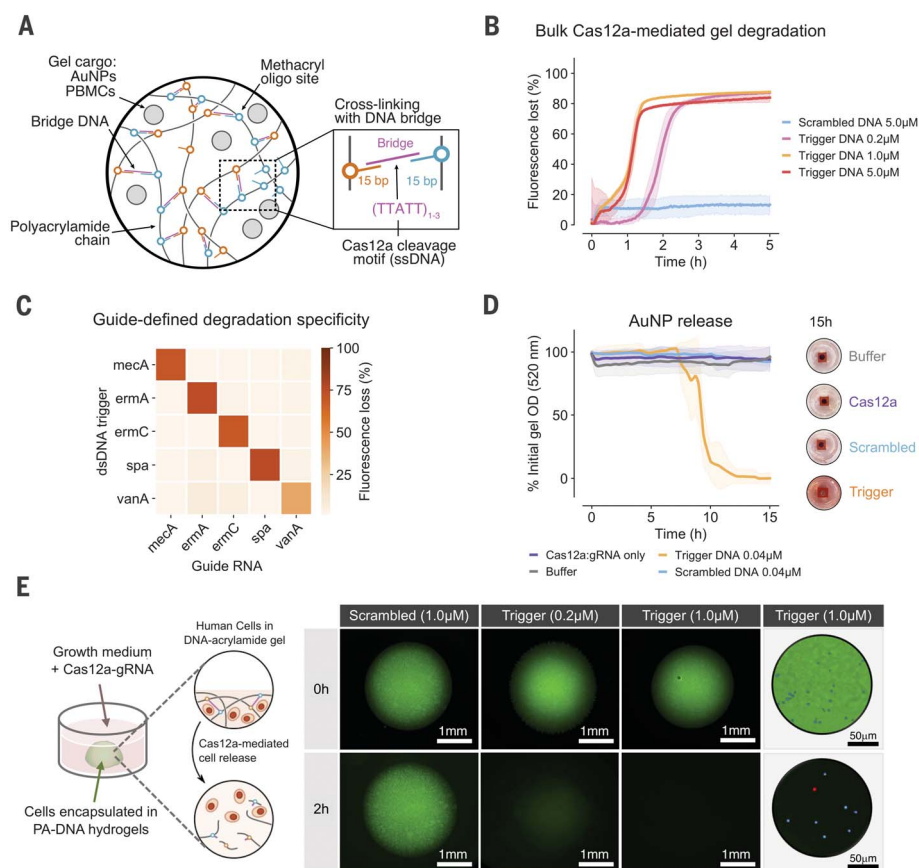 A
Gel cargo:
AuNPs
PBMCs
Methacryl
oligo site
Bridge DNA
Cross-linking
with DNA bridge
Bridge
15 bp
15 bp
(TTATT)1-3
Polyacrylamide
chain
Cas12a cleavage
motif (ssDNA)
B
Bulk Cas12a-mediated gel degradation
Fluorescence lost (%)
100
80
60
40
20
0
0
1
2
3
4
5
Time (h)
Scrambled DNA 5.0μM
Trigger DNA 0.2μM
Trigger DNA 1.0μM
Trigger DNA 5.0μM
C
Guide-defined degradation specificity
dsDNA trigger
mecA
ermA
ermC
spa
vanA
mecA
ermA
ermC
spa
vanA
Guide RNA
100
75
50
25
Fluorescence loss (%)
D
AuNP release
% Initial gel OD (520 nm)
100
50
0
0
5
10
15
Time (h)
Cas12a:gRNA only
Buffer
Trigger DNA 0.04μM
Scrambled DNA 0.04μM
15h
Buffer
Cas12a
Scrambled
Trigger
E
Growth medium
+ Cas12a-gRNA
Cells encapsulated in
PA-DNA hydrogels
Human Cells in
DNA-acrylamide gel
Cas12a-mediated
cell release
Scrambled (1.0μM)
Trigger (0.2μM)
Trigger (1.0μM)
Trigger (1.0μM)
0h
1mm
1mm
1mm
50μm
2h
1mm
1mm
1mm
50μm